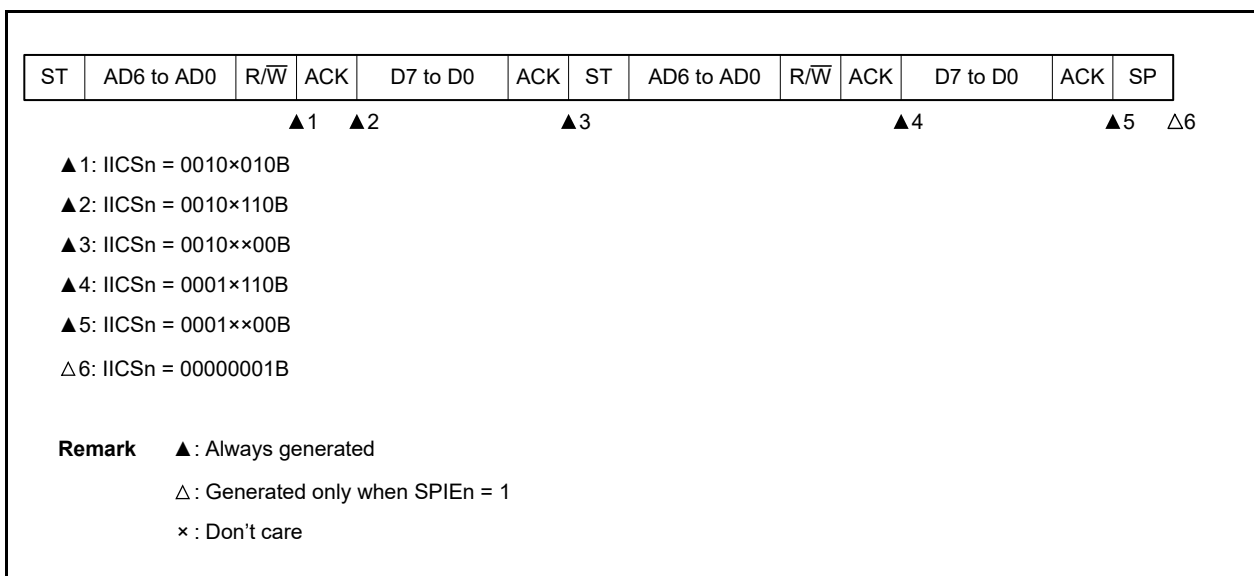 ST AD6 to AD0 R/W̅ ACK D7 to D0 ACK ST AD6 to AD0 R/W̅ ACK D7 to D0 ACK SP
▲1 ▲2 ▲3 ▲4 ▲5 △6
▲1: IICSn = 0010×010B
▲2: IICSn = 0010×110B
▲3: IICSn = 0010××00B
▲4: IICSn = 0001×110B
▲5: IICSn = 0001××00B
△6: IICSn = 00000001B
Remark ▲: Always generated
△: Generated only when SPIEn = 1
×: Don't care